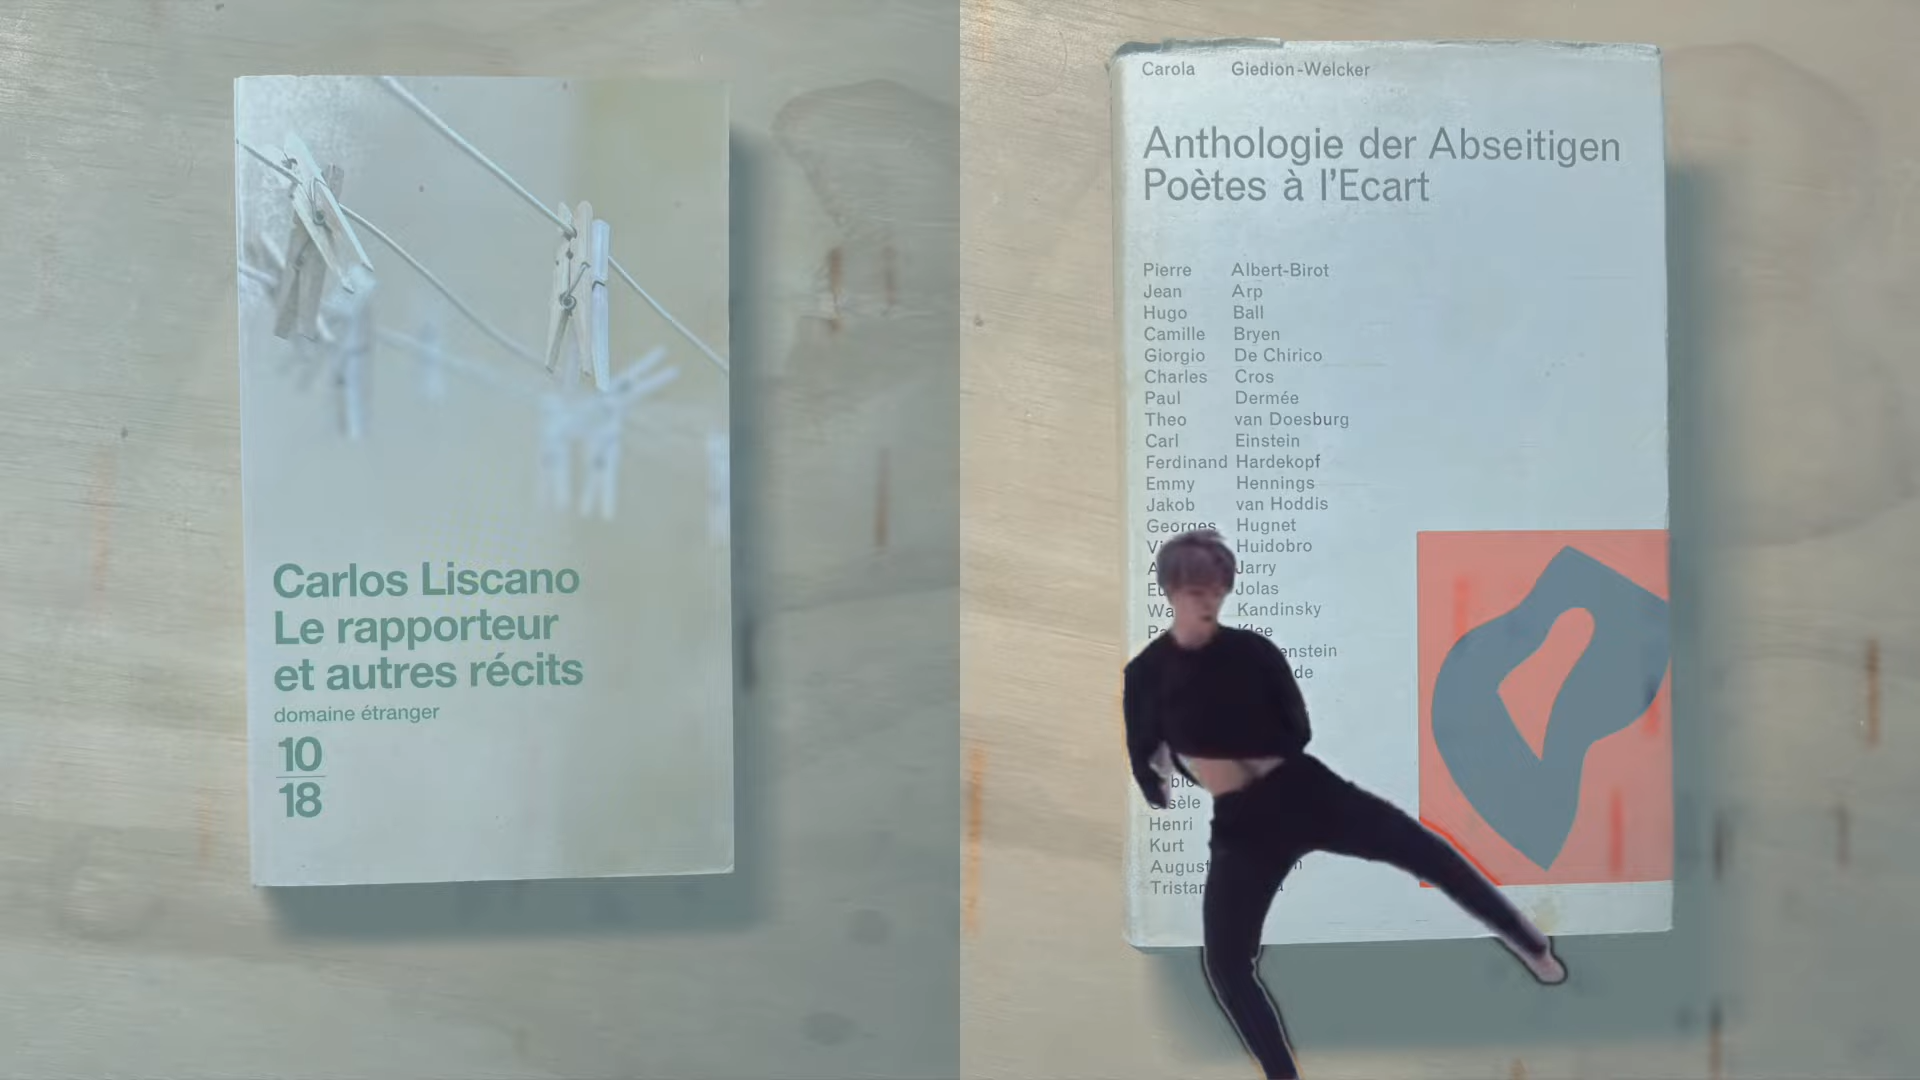 Carlos Liscano
Le rapporteur
et autres récits
domaine étranger
10
18
Carola Giedion-Welcker
Anthologie der Abseitigen
Poètes à l'Ecart
Pierre Albert-Birot
Jean Arp
Hugo Ball
Camille Bryen
Giorgio De Chirico
Charles Cros
Paul Dermée
Theo van Doesburg
Carl Einstein
Ferdinand Hardekopf
Emmy Hennings
Jakob van Hoddis
Georges Hugnet
Huidobro
Jarry
Jolas
Kandinsky
Klee
Henri
Kurt
August
Tristan